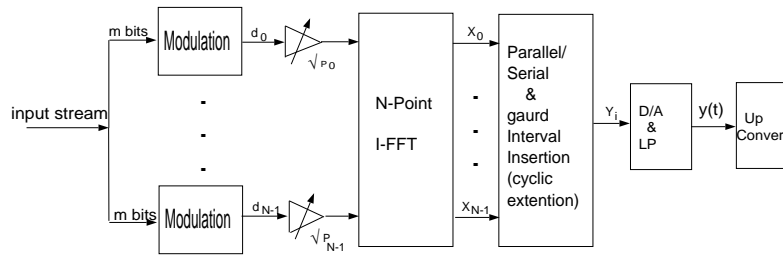 m bits
Modulation
d0
√P0
input stream
m bits
Modulation
dN-1
√PN-1
N-Point
I-FFT
X0
XN-1
Parallel/
Serial
&
gaurd
Interval
Insertion
(cyclic
extention)
Yi
D/A
&
LP
y(t)
Up
Conver